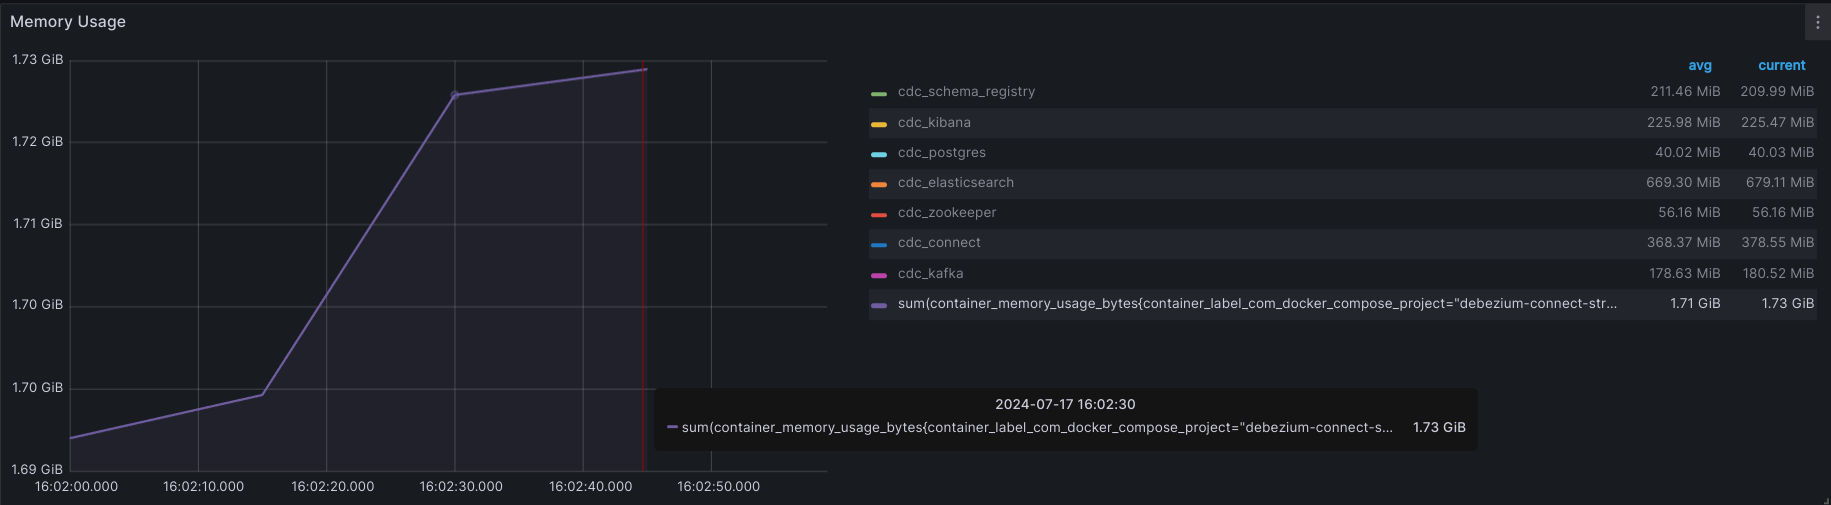 Memory Usage
1.73 GiB
1.72 GiB
1.71 GiB
1.70 GiB
1.70 GiB
1.69 GiB
16:02:00.000 16:02:10.000 16:02:20.000 16:02:30.000 16:02:40.000 16:02:50.000
avg current
cdc_schema_registry 211.46 MiB 209.99 MiB
cdc_kibana 225.98 MiB 225.47 MiB
cdc_postgres 40.02 MiB 40.03 MiB
cdc_elasticsearch 669.30 MiB 679.11 MiB
cdc_zookeeper 56.16 MiB 56.16 MiB
cdc_connect 368.37 MiB 378.55 MiB
cdc_kafka 178.63 MiB 180.52 MiB
sum(container_memory_usage_bytes{container_label_com_docker_compose_project="debezium-connect-str... 1.71 GiB 1.73 GiB
2024-07-17 16:02:30
sum(container_memory_usage_bytes{container_label_com_docker_compose_project="debezium-connect-s... 1.73 GiB